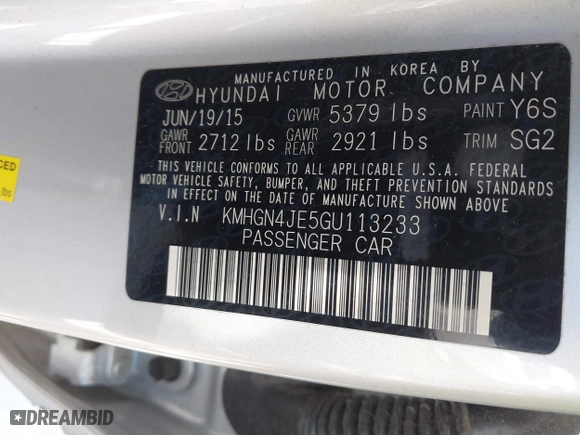 MANUFACTURED IN KOREA BY
HYUNDAI MOTOR COMPANY
JUN/19/15 GVWR 5379 lbs PAINT Y6S
GAWR FRONT 2712 lbs GAWR REAR 2921 lbs TRIM SG2
THIS VEHICLE CONFORMS TO ALL APPLICABLE U.S.A. FEDERAL
MOTOR VEHICLE SAFETY, BUMPER, AND THEFT PREVENTION STANDARDS
IN EFFECT ON THE DATE OF MANUFACTURE SHOWN ABOVE.
V.I.N KMHGN4JE5GU113233
PASSENGER CAR
CED
lbs
DREAMBID